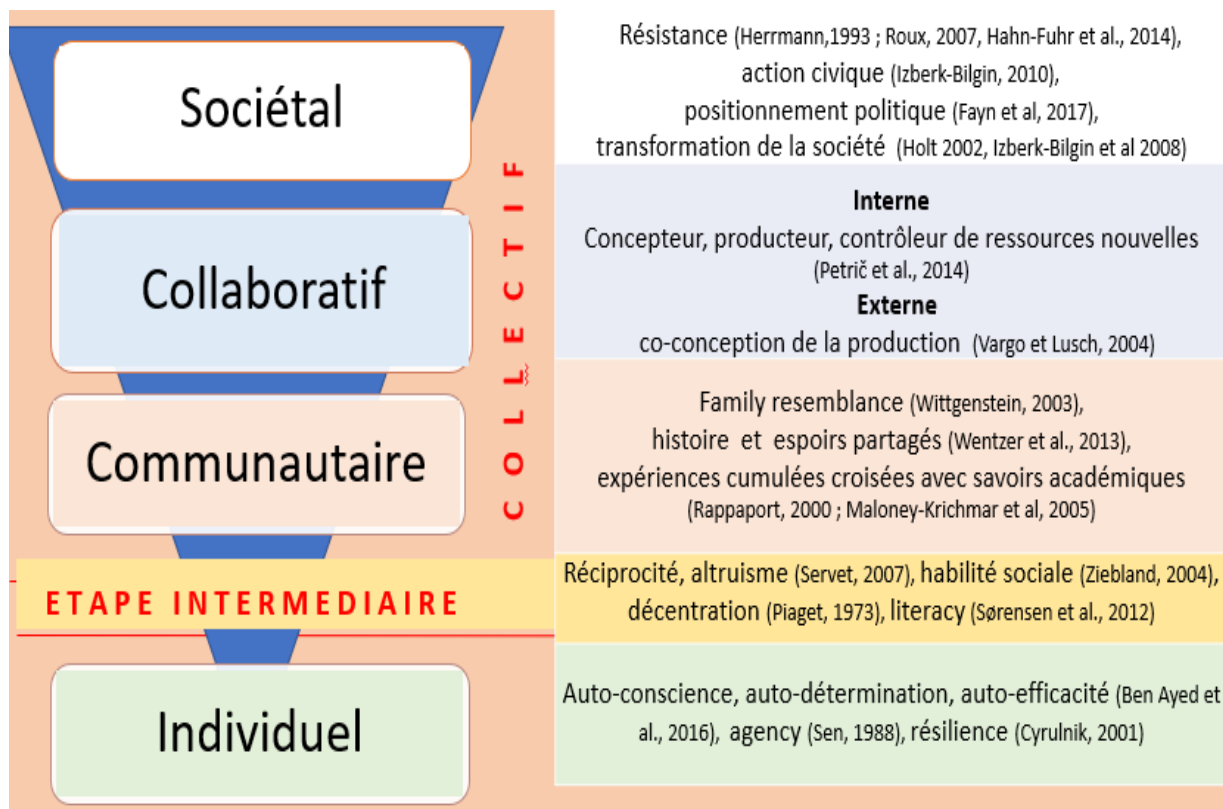 Sociétal
Résistance (Herrmann,1993 ; Roux, 2007, Hahn-Fuhr et al., 2014),
action civique (Izberk-Bilgin, 2010),
positionnement politique (Fayn et al, 2017),
transformation de la société (Holt 2002, Izberk-Bilgin et al 2008)
COLLECTIF
Collaboratif
Interne
Concepteur, producteur, contrôleur de ressources nouvelles
(Petrič et al., 2014)
Externe
co-conception de la production (Vargo et Lusch, 2004)
Communautaire
Family resemblance (Wittgenstein, 2003),
histoire et espoirs partagés (Wentzer et al., 2013),
expériences cumulées croisées avec savoirs académiques
(Rappaport, 2000 ; Maloney-Krichmar et al, 2005)
ETAPE INTERMEDIAIRE
Réciprocité, altruisme (Servet, 2007), habilité sociale (Ziebland, 2004),
décentration (Piaget, 1973), literacy (Sørensen et al., 2012)
Individuel
Auto-conscience, auto-détermination, auto-efficacité (Ben Ayed et
al., 2016), agency (Sen, 1988), résilience (Cyrulnik, 2001)